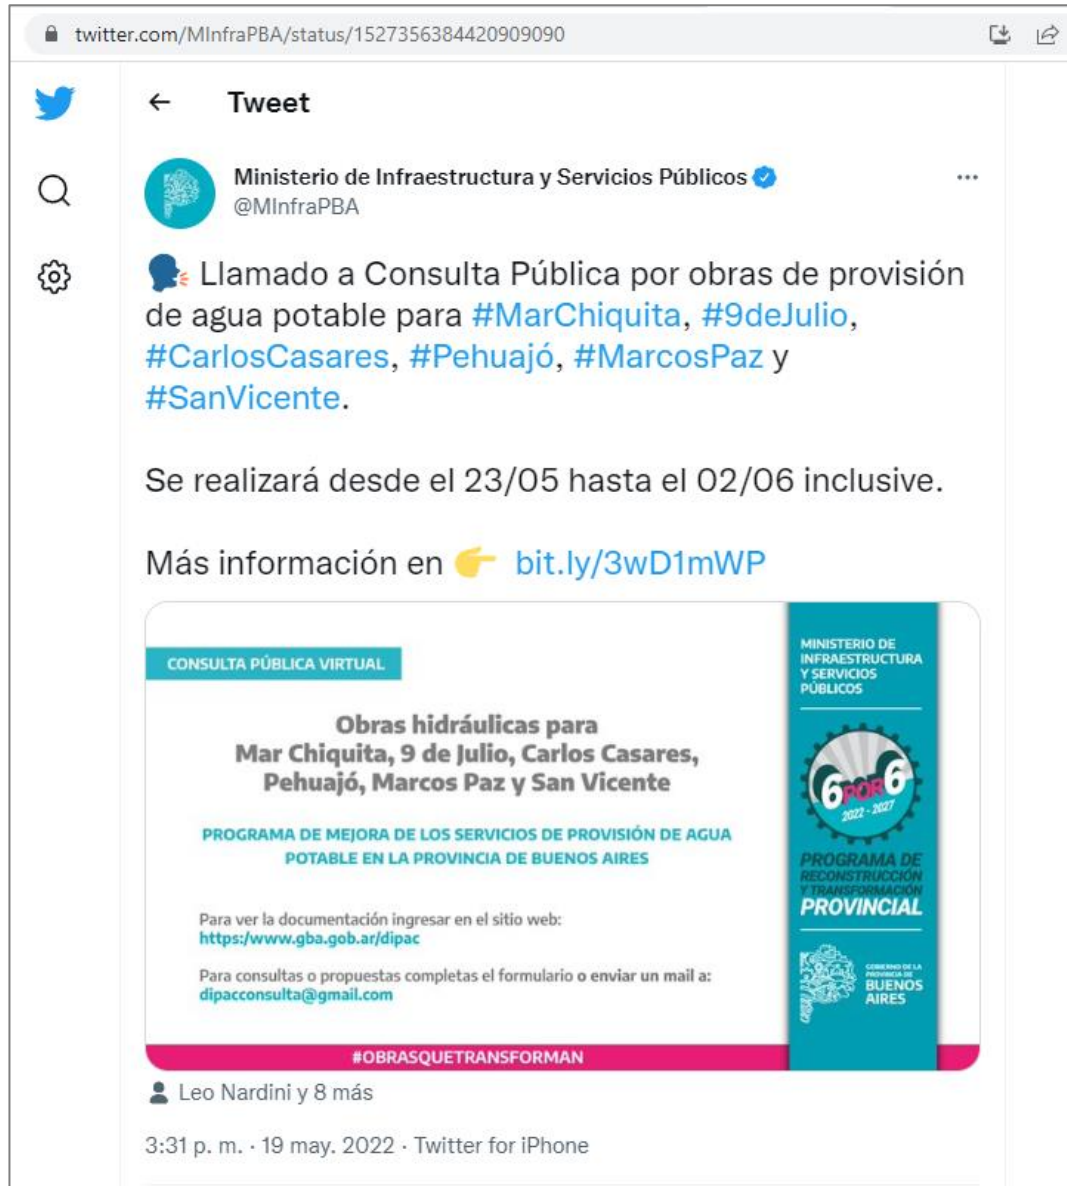 twitter.com/MInfraPBA/status/1527356384420909090
Tweet
Ministerio de Infraestructura y Servicios Públicos
@MInfraPBA
Llamado a Consulta Pública por obras de provisión
de agua potable para #MarChiquita, #9deJulio,
#CarlosCasares, #Pehuajó, #MarcosPaz y
#SanVicente.
Se realizará desde el 23/05 hasta el 02/06 inclusive.
Más información en bit.ly/3wD1mWP
CONSULTA PÚBLICA VIRTUAL
Obras hidráulicas para
Mar Chiquita, 9 de Julio, Carlos Casares,
Pehuajó, Marcos Paz y San Vicente
PROGRAMA DE MEJORA DE LOS SERVICIOS DE PROVISIÓN DE AGUA
POTABLE EN LA PROVINCIA DE BUENOS AIRES
Para ver la documentación ingresar en el sitio web:
https:/www.gba.gob.ar/dipac
Para consultas o propuestas completas el formulario o enviar un mail a:
dipacconsulta@gmail.com
#OBRASQUETRANSFORMAN
MINISTERIO DE
INFRAESTRUCTURA
Y SERVICIOS
PÚBLICOS
6 POR 6
2022 - 2027
PROGRAMA DE
RECONSTRUCCIÓN
Y TRANSFORMACIÓN
PROVINCIAL
GOBIERNO DE LA
PROVINCIA DE
BUENOS
AIRES
Leo Nardini y 8 más
3:31 p. m. · 19 may. 2022 · Twitter for iPhone